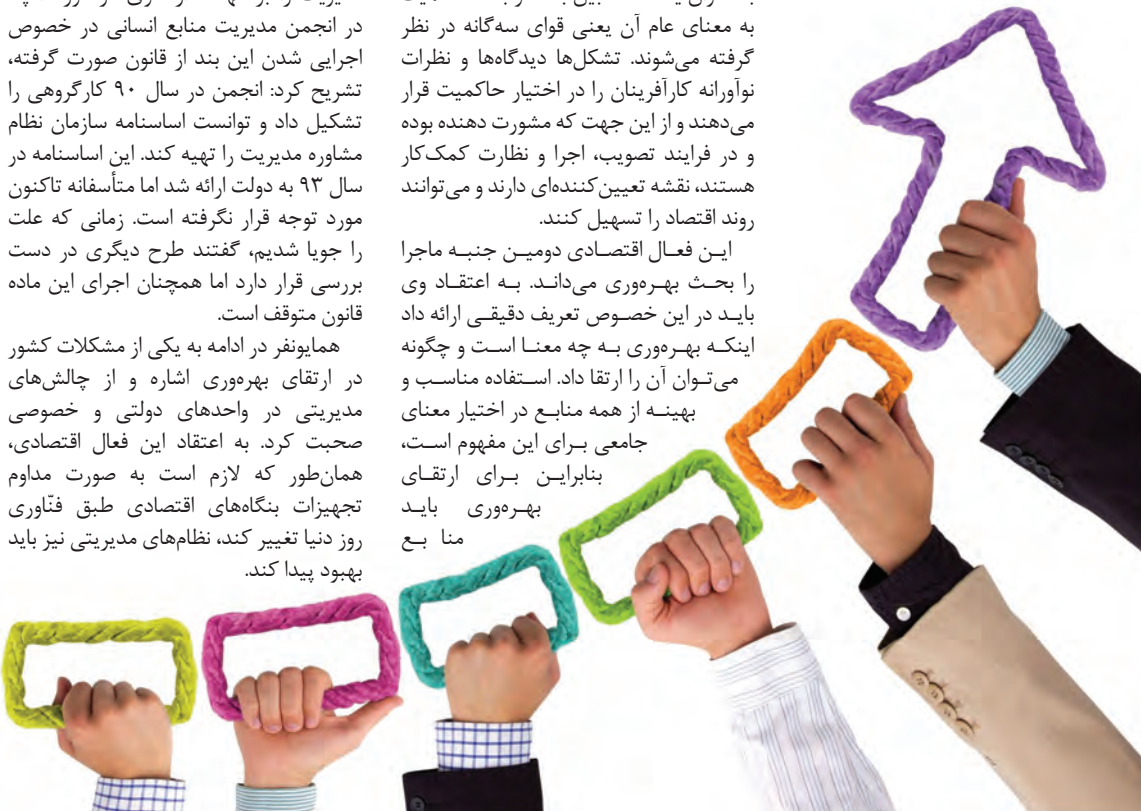 به معنای عام آن یعنی قوای سه‌گانه در نظر
گرفته می‌شوند. تشکل‌ها دیدگاه‌ها و نظرات
نوآورانه کارآفرینان را در اختیار حاکمیت قرار
می‌دهند و از این جهت که مشورت دهنده بوده
و در فرایند تصویب، اجرا و نظارت کمک‌کار
هستند، نقشه تعیین‌کننده‌ای دارند و می‌توانند
روند اقتصاد را تسهیل کنند.
این فعال اقتصادی دومین جنبه ماجرا
را بحث بهره‌وری می‌داند. به اعتقاد وی
باید در این خصوص تعریف دقیقی ارائه داد
اینکه بهره‌وری به چه معنا است و چگونه
می‌توان آن را ارتقا داد. استفاده مناسب و
بهینه از همه منابع در اختیار معنای
جامعی برای این مفهوم است،
بنابراین برای ارتقای
بهره‌وری باید
منا بع
در انجمن مدیریت منابع انسانی در خصوص
اجرایی شدن این بند از قانون صورت گرفته،
تشریح کرد: انجمن در سال ۹۰ کارگروهی را
تشکیل داد و توانست اساسنامه سازمان نظام
مشاوره مدیریت را تهیه کند. این اساسنامه در
سال ۹۳ به دولت ارائه شد اما متأسفانه تاکنون
مورد توجه قرار نگرفته است. زمانی که علت
را جویا شدیم، گفتند طرح دیگری در دست
بررسی قرار دارد اما همچنان اجرای این ماده
قانون متوقف است.
همایونفر در ادامه به یکی از مشکلات کشور
در ارتقای بهره‌وری اشاره و از چالش‌های
مدیریتی در واحدهای دولتی و خصوصی
صحبت کرد. به اعتقاد این فعال اقتصادی،
همان‌طور که لازم است به صورت مداوم
تجهیزات بنگاه‌های اقتصادی طبق فنّاوری
روز دنیا تغییر کند، نظام‌های مدیریتی نیز باید
بهبود پیدا کند.